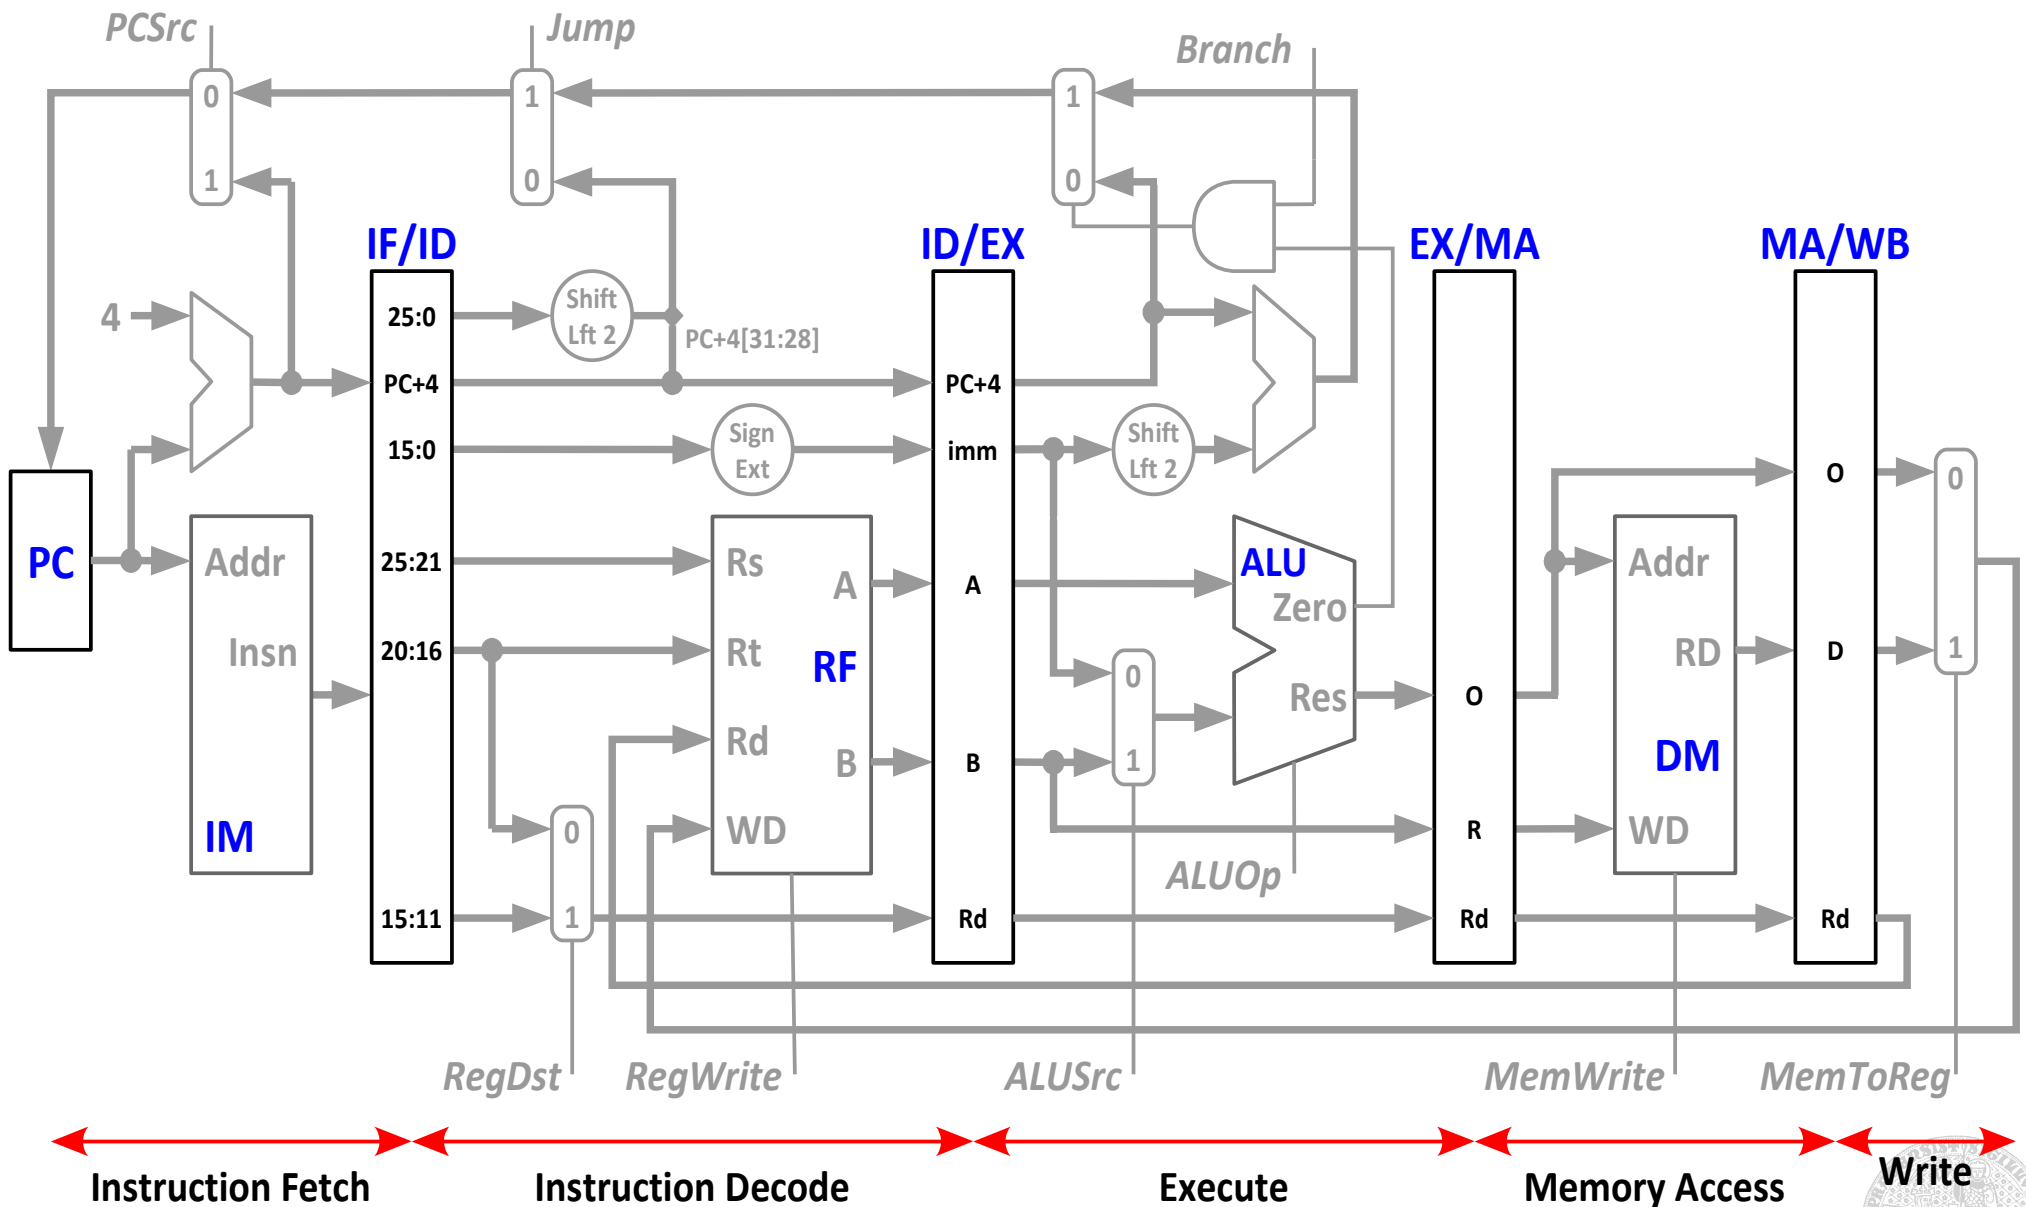 PCSrc
Jump
Branch
0
1
1
0
1
0
IF/ID
ID/EX
EX/MA
MA/WB
4
25:0
Shift
Lft 2
PC+4[31:28]
PC+4
PC+4
15:0
Sign
Ext
imm
Shift
Lft 2
O
0
PC
Addr
Insn
IM
25:21
Rs
A
A
ALU
Zero
Addr
20:16
Rt
RF
0
Res
RD
D
1
Rd
B
B
1
O
DM
0
WD
R
WD
ALUOp
15:11
1
Rd
Rd
Rd
RegDst
RegWrite
ALUSrc
MemWrite
MemToReg
Instruction Fetch
Instruction Decode
Execute
Memory Access
Write